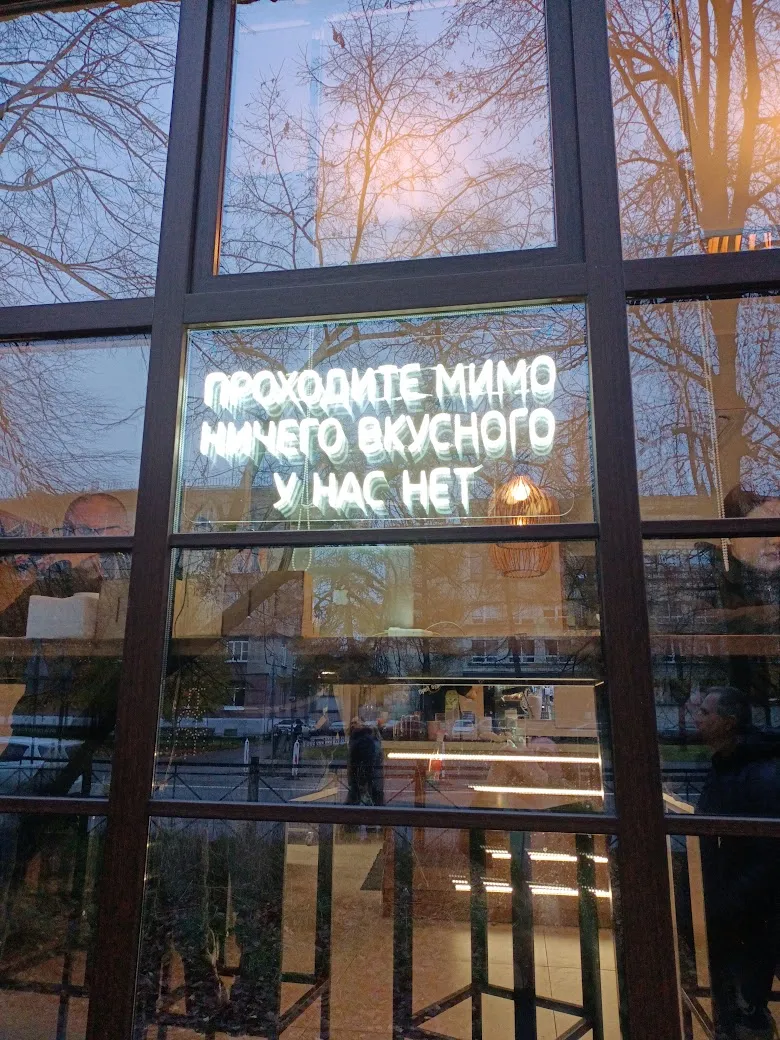 ПРОХОДИТЕ МИМО
НИЧЕГО ВКУСНОГО
У НАС НЕТ